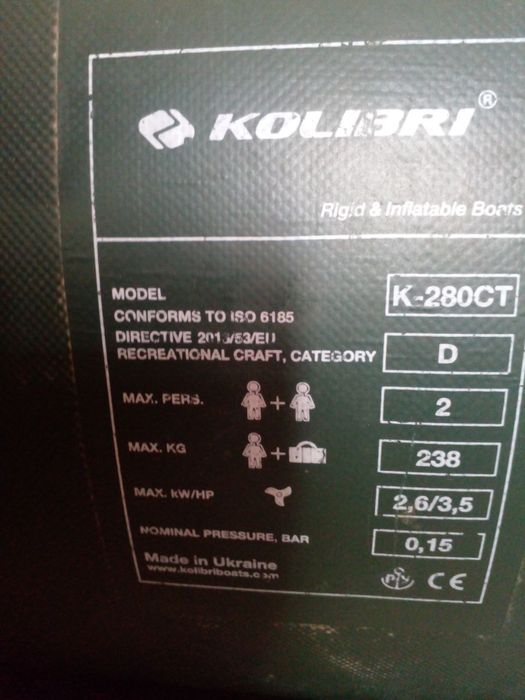 KOLIBRI ®
Rigid & Inflatable Boats
MODEL K-280CT
CONFORMS TO ISO 6185
DIRECTIVE 2013/53/EU
RECREATIONAL CRAFT, CATEGORY D
MAX. PERS. + 2
MAX. KG + 238
MAX. kW/HP 2,6/3,5
NOMINAL PRESSURE, BAR 0,15
Made in Ukraine
www.kolibriboats.com
CE